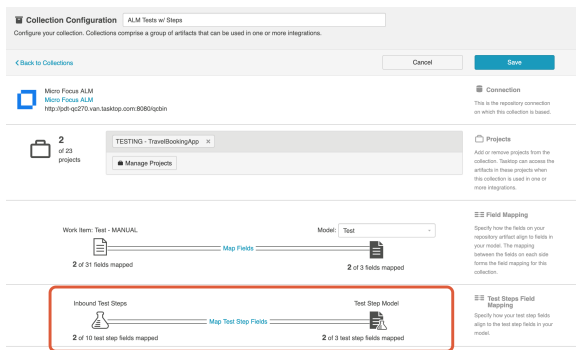 Collection Configuration
ALM Tests w/ Steps
Configure your collection. Collections comprise a group of artifacts that can be used in one or more integrations.
Back to Collections
Cancel
Save
Micro Focus ALM
Micro Focus ALM
http://pdt-qc270.van.tasktop.com:8080/qcbin
Connection
This is the repository connection
on which this collection is based.
2
of 23
projects
TESTING - TravelBookingApp ×
Manage Projects
Projects
Add or remove projects from the
collection. Tasktop can access the
artifacts in these projects when
this collection is used in one or
more integrations.
Work Item: Test - MANUAL
Model: Test
Map Fields
2 of 31 fields mapped
2 of 3 fields mapped
Field Mapping
Specify how the fields on your
repository artifact align to fields in
your model. The mapping
between the fields on each side
forms the field mapping for this
collection.
Inbound Test Steps
Test Step Model
Map Test Step Fields
2 of 10 test step fields mapped
2 of 3 test step fields mapped
Test Steps Field
Mapping
Specify how your test step fields
align to the test step fields in your
model.